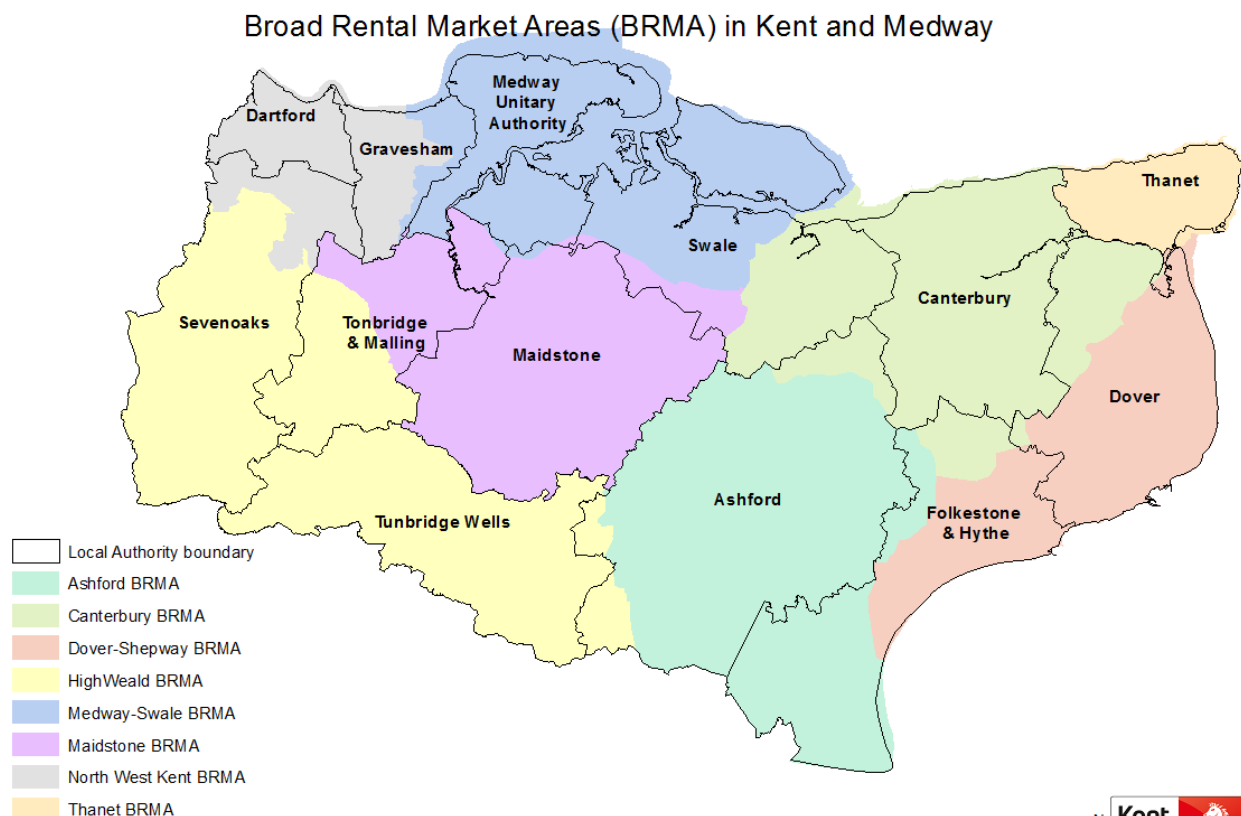 Broad Rental Market Areas (BRMA) in Kent and Medway
Medway
Unitary
Authority
Dartford
Gravesham
Thanet
Swale
Canterbury
Sevenoaks
Tonbridge
& Malling
Maidstone
Dover
Ashford
Folkestone
& Hythe
Tunbridge Wells
Local Authority boundary
Ashford BRMA
Canterbury BRMA
Dover-Shepway BRMA
HighWeald BRMA
Medway-Swale BRMA
Maidstone BRMA
North West Kent BRMA
Thanet BRMA
Kent